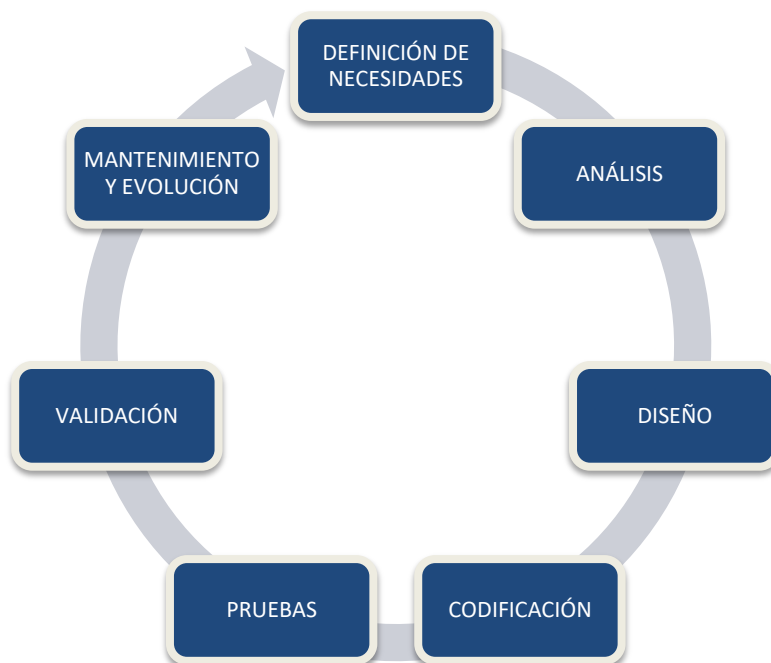 DEFINICIÓN DE
NECESIDADES
ANÁLISIS
DISEÑO
CODIFICACIÓN
PRUEBAS
VALIDACIÓN
MANTENIMIENTO
Y EVOLUCIÓN